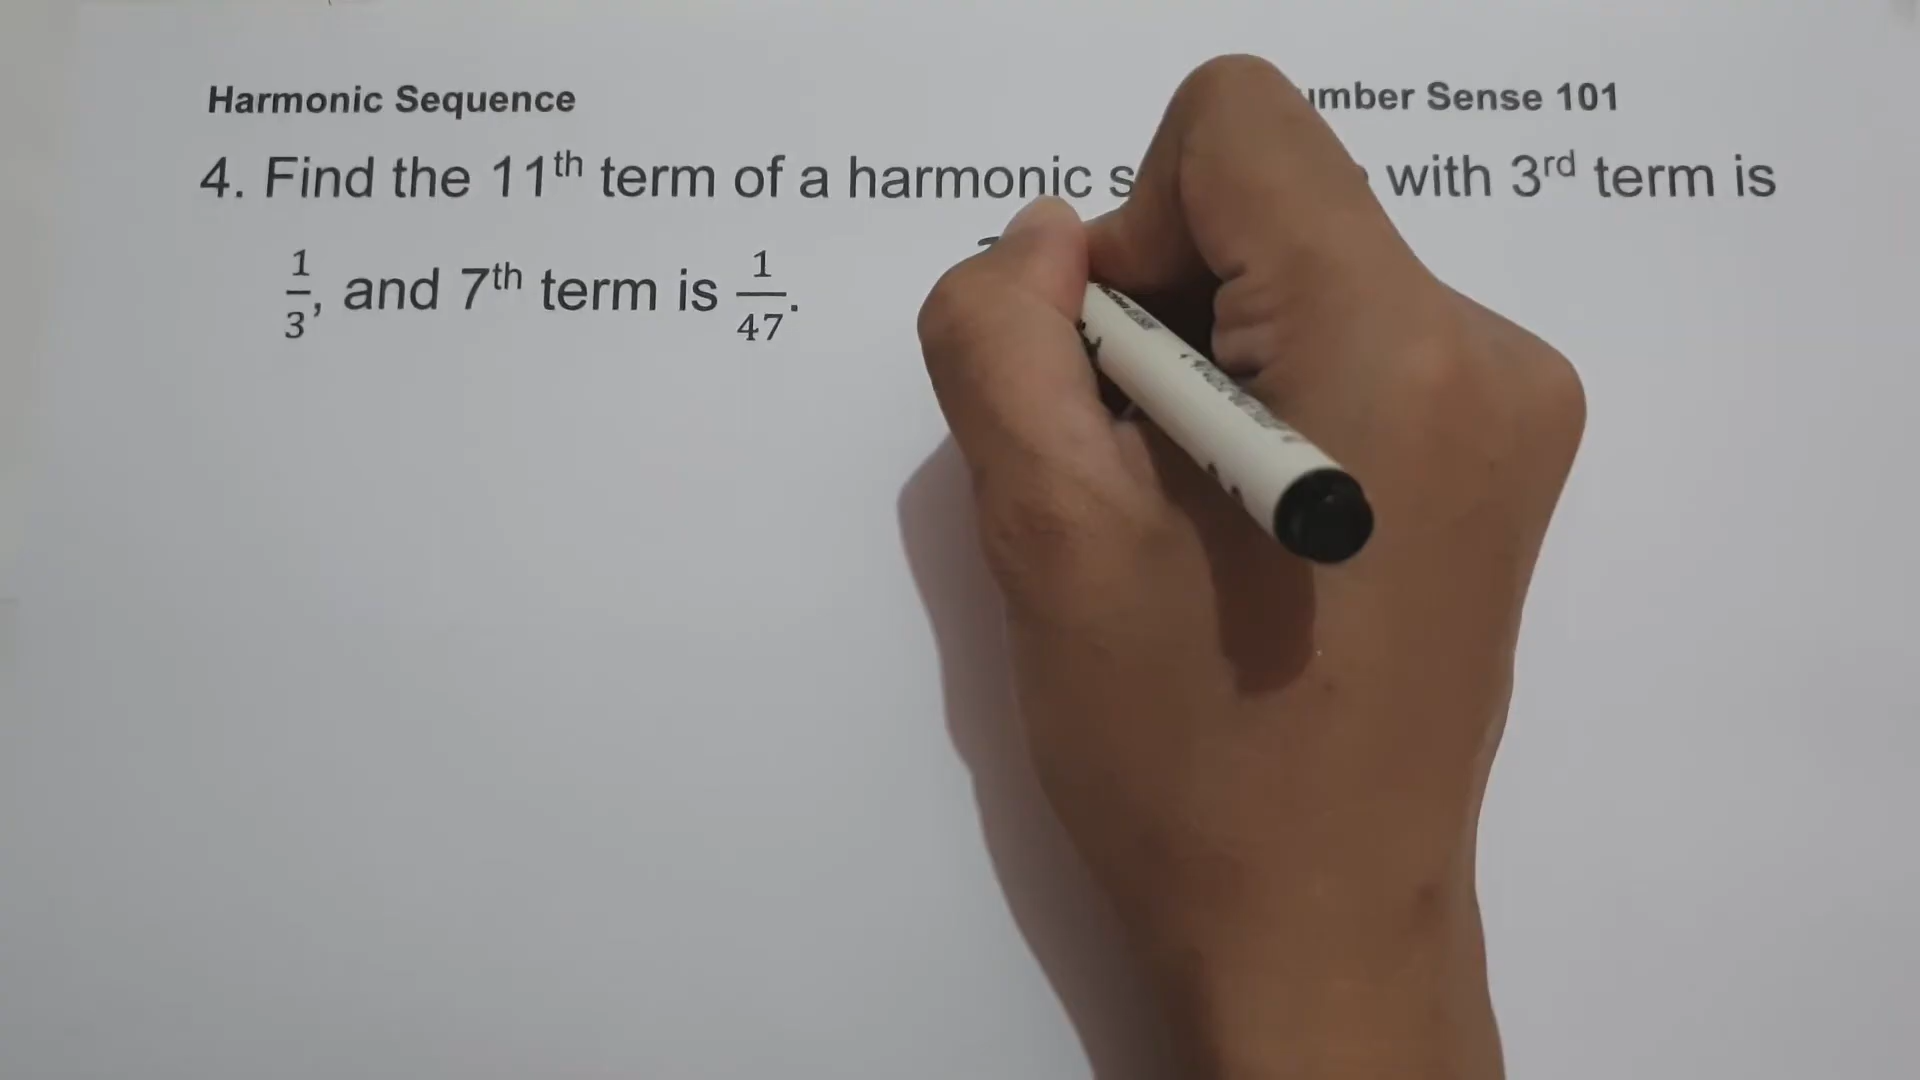 Harmonic Sequence
umber Sense 101
4. Find the 11th term of a harmonic s with 3rd term is
1/3, and 7th term is 1/47.